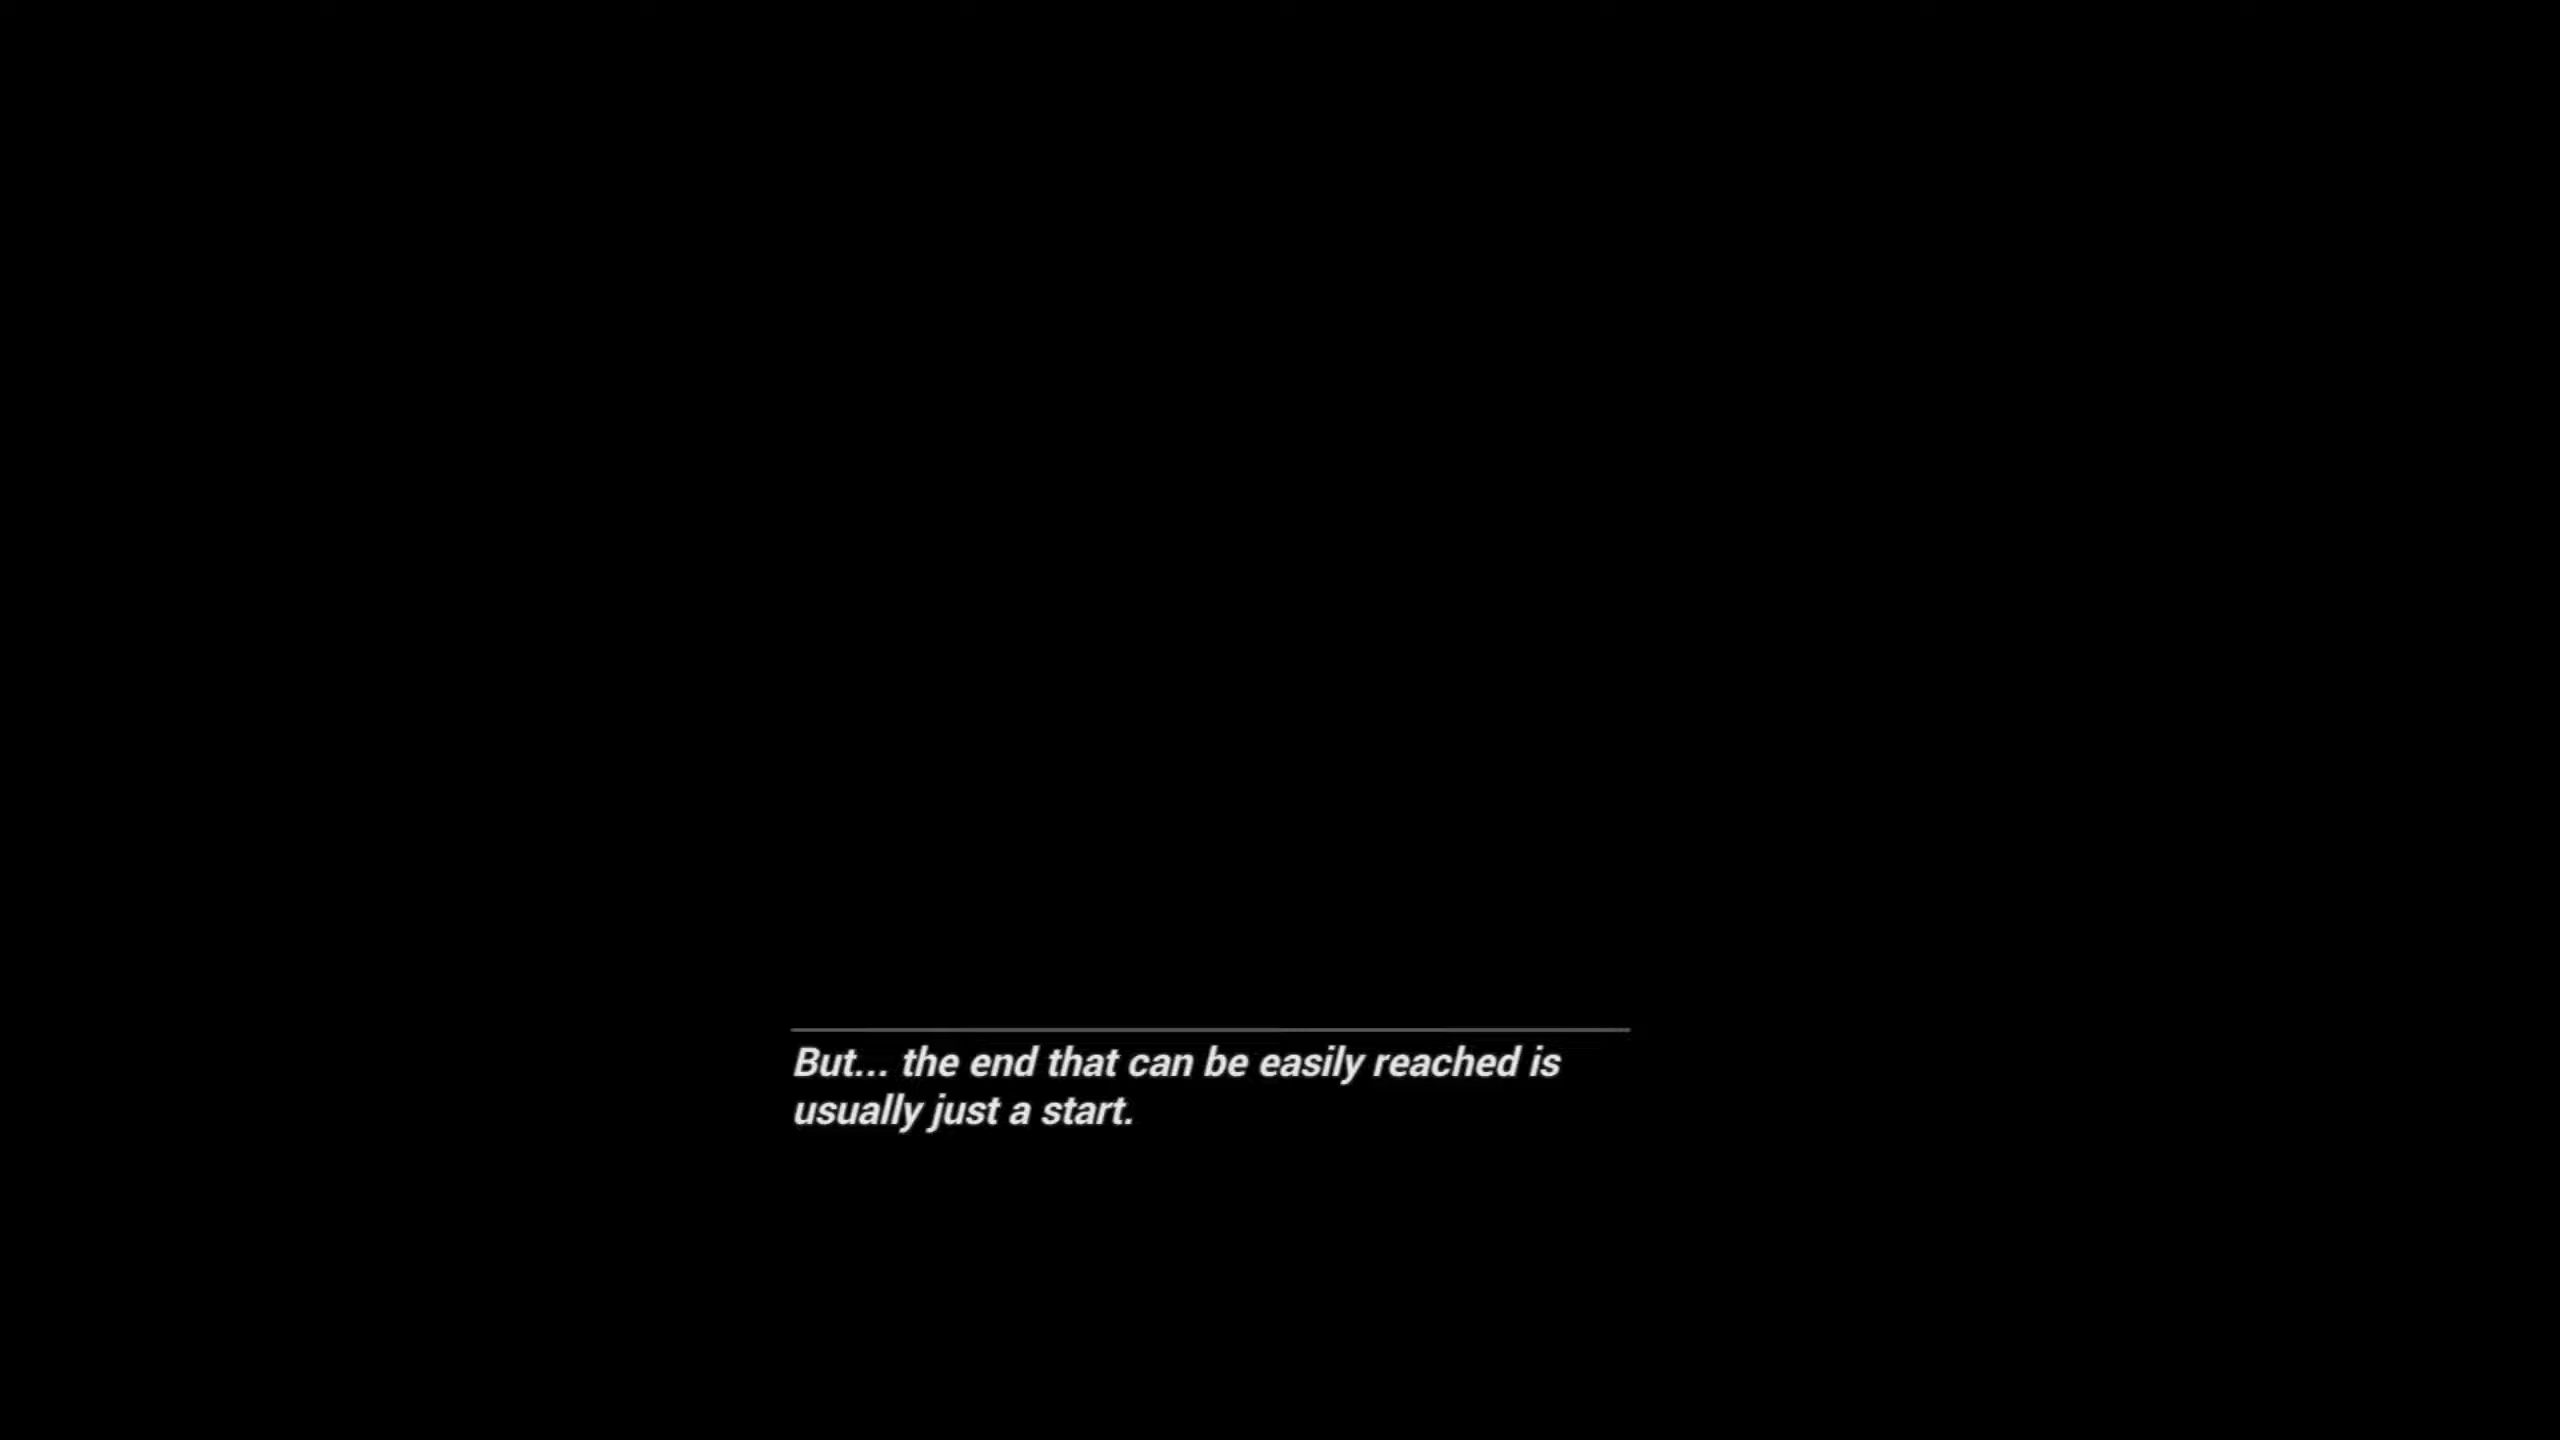 But... the end that can be easily reached is
usually just a start.